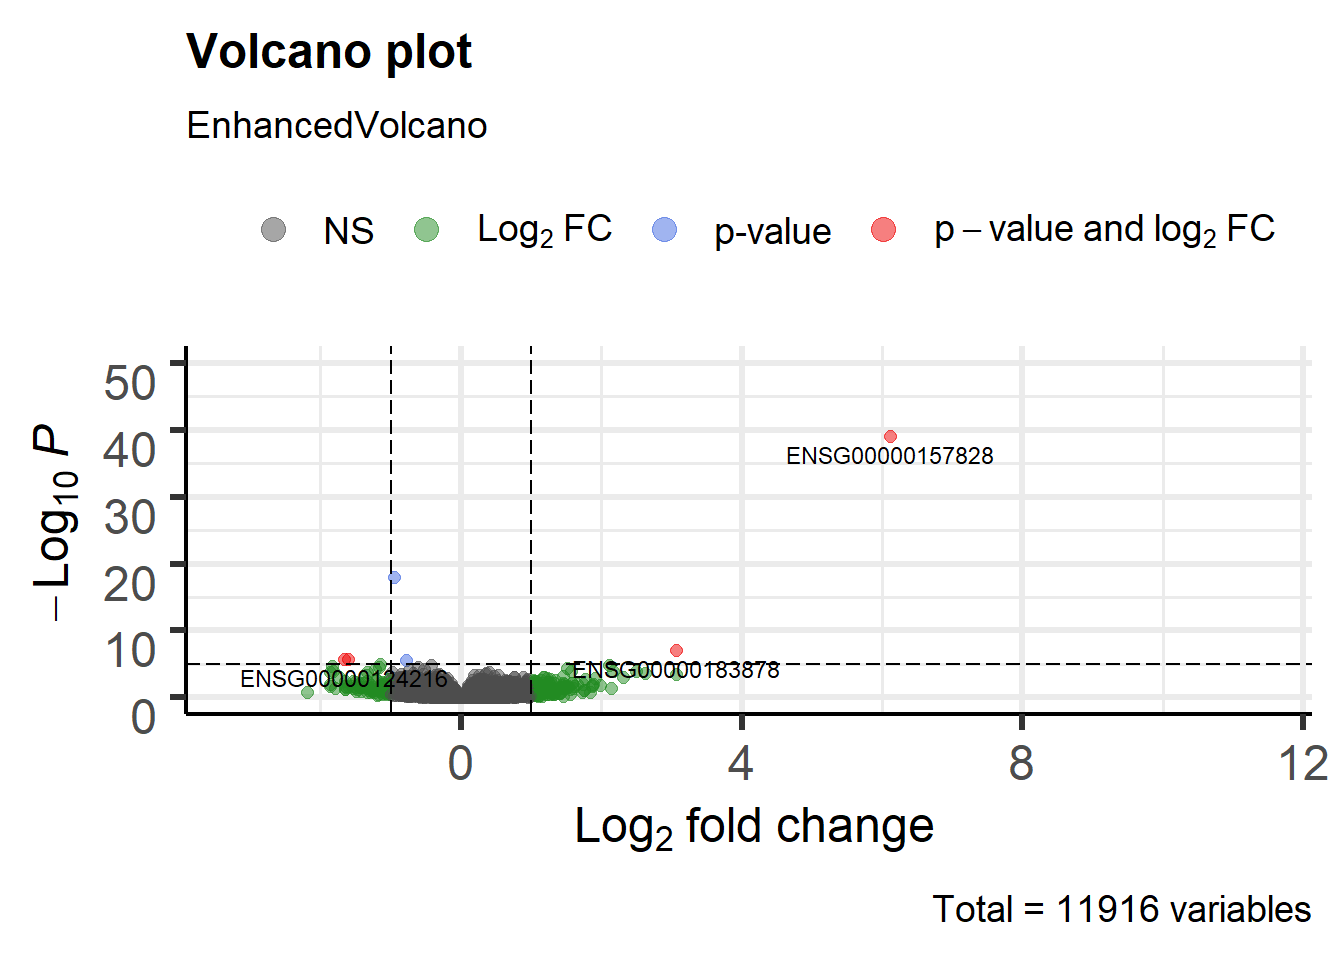 Volcano plot
EnhancedVolcano
NS Log₂ FC p-value p – value and log₂ FC
50
40
30
20
10
0
−Log₁₀ P
ENSG00000157828
ENSG00000183878
ENSG00000124216
0 4 8 12
Log₂ fold change
Total = 11916 variables